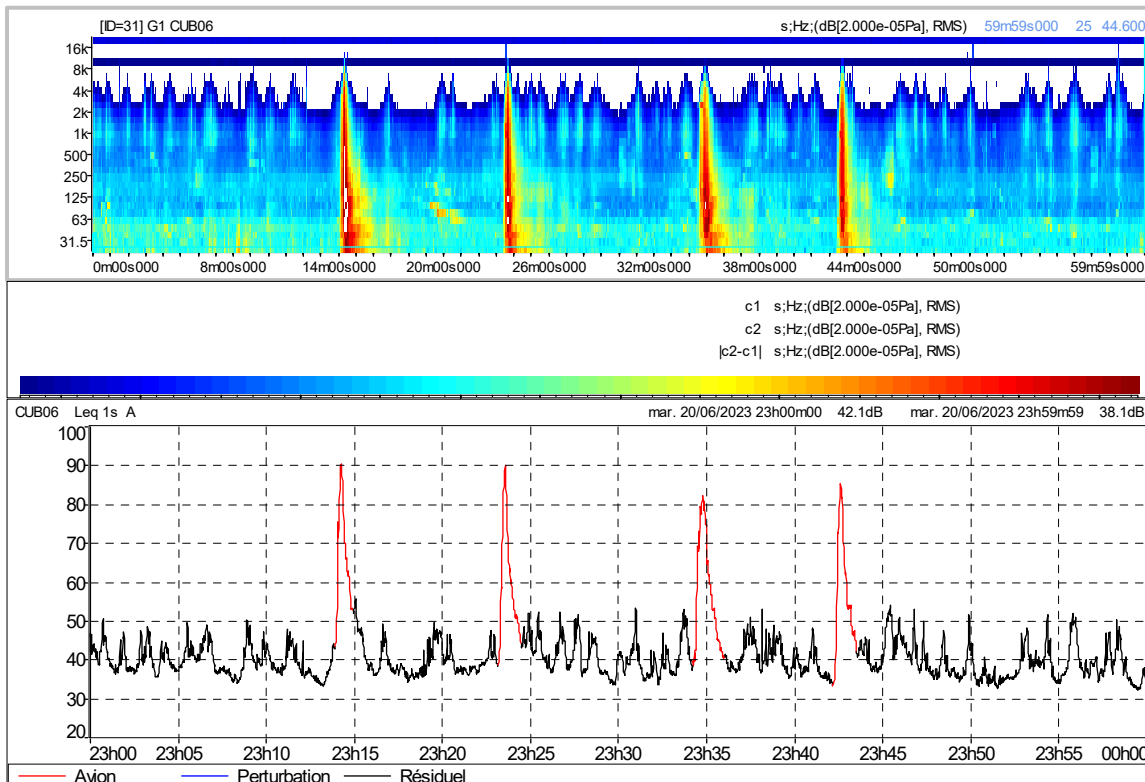 [ID=31] G1 CUB06 s;Hz;(dB[2.000e-05Pa], RMS) 59m59s000 25 44.600
16k
8k
4k
2k
1k
500
250
125
63
31.5
0m00s000 8m00s000 14m00s000 20m00s000 26m00s000 32m00s000 38m00s000 44m00s000 50m00s000 59m59s000
c1 s;Hz;(dB[2.000e-05Pa], RMS)
c2 s;Hz;(dB[2.000e-05Pa], RMS)
|c2-c1| s;Hz;(dB[2.000e-05Pa], RMS)
CUB06 Leq 1s A mar. 20/06/2023 23h00m00 42.1dB mar. 20/06/2023 23h59m59 38.1dB
100
90
80
70
60
50
40
30
20
23h00 23h05 23h10 23h15 23h20 23h25 23h30 23h35 23h40 23h45 23h50 23h55 00h0
Avion Perturbation Résiduel